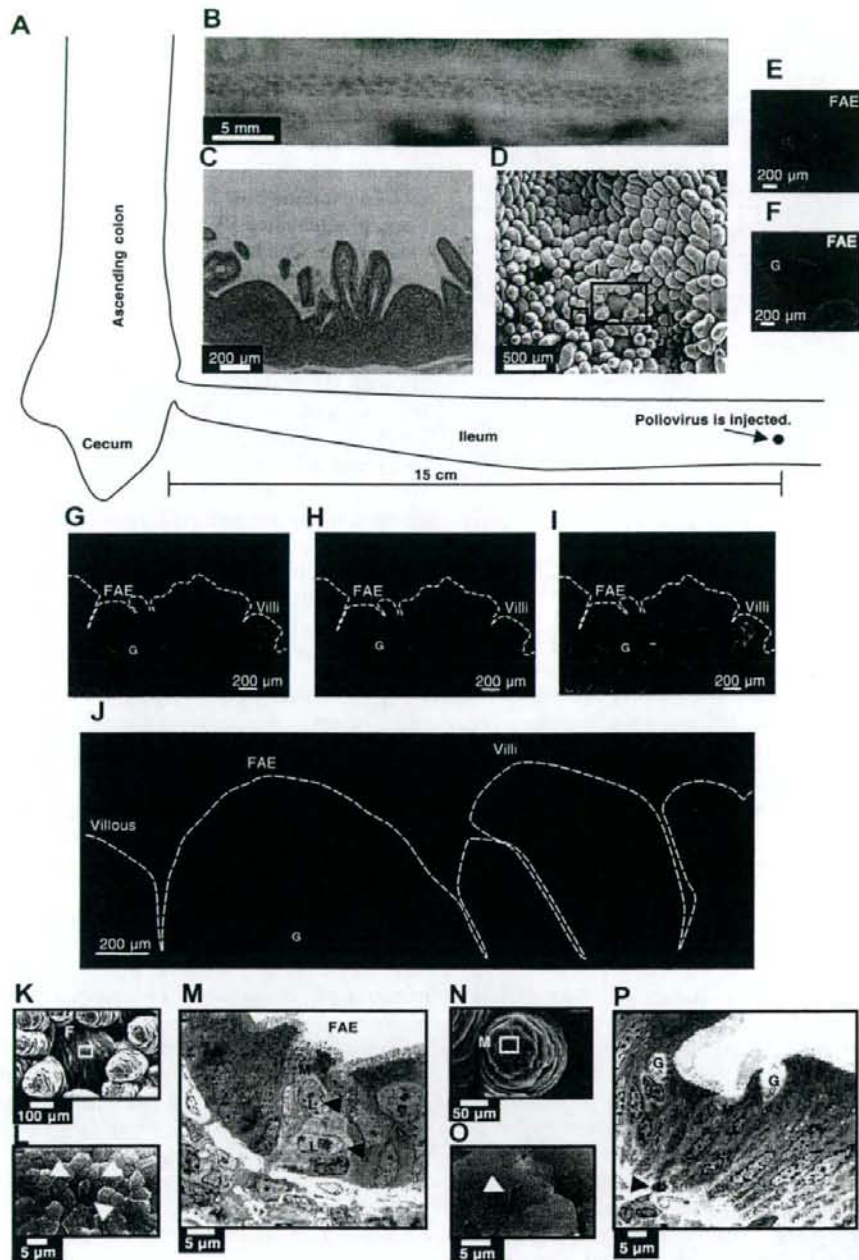 A
B
Ascending colon
5 mm
C
200 μm
D
500 μm
E
FAE
200 μm
F
FAE
G
200 μm
Cecum
Ileum
Poliovirus is injected.
15 cm
G
FAE
Villi
G
200 μm
H
FAE
Villi
G
200 μm
I
FAE
Villi
G
200 μm
J
Villous
FAE
Villi
G
200 μm
K
F
100 μm
5 μm
M
FAE
M
L
L
5 μm
N
M
50 μm
O
5 μm
P
G
G
5 μm